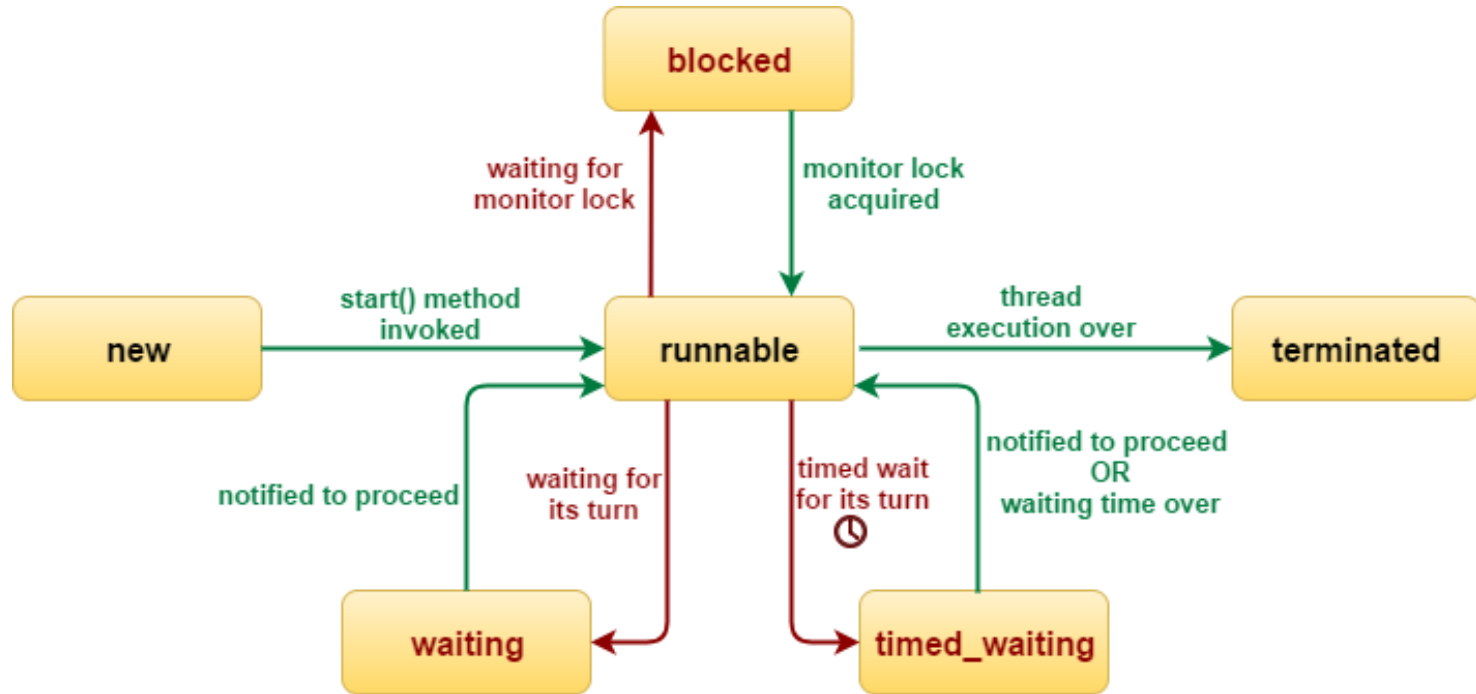 blocked
waiting for
monitor lock
monitor lock
acquired
start() method
invoked
thread
execution over
new
runnable
terminated
notified to proceed
waiting for
its turn
timed wait
for its turn
notified to proceed
OR
waiting time over
waiting
timed_waiting